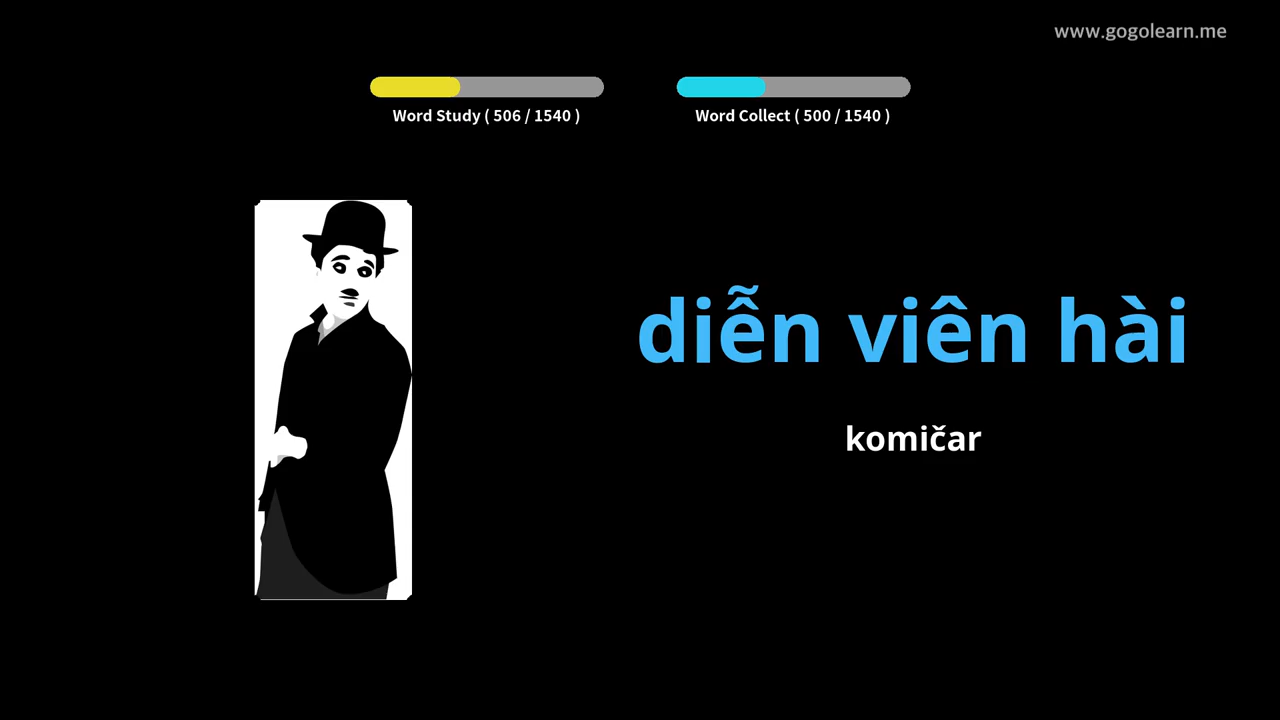 www.gogolearn.me
Word Study ( 506 / 1540 )
Word Collect ( 500 / 1540 )
diễn viên hài
komičar